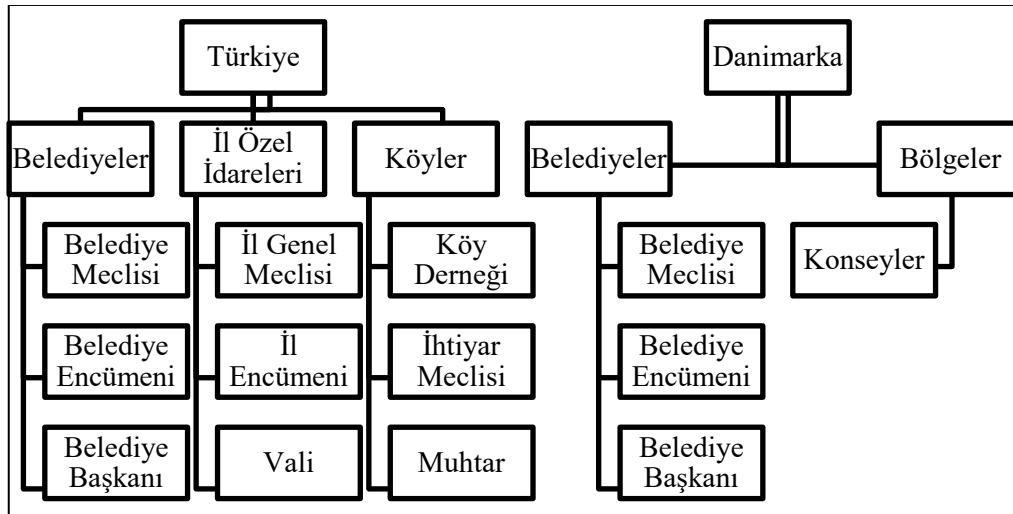 Türkiye
Danimarka
Belediyeler
İl Özel
İdareleri
Köyler
Belediyeler
Bölgeler
Belediye
Meclisi
İl Genel
Meclisi
Köy
Derneği
Belediye
Meclisi
Konseyler
Belediye
Encümeni
İl
Encümeni
İhtiyar
Meclisi
Belediye
Encümeni
Belediye
Başkanı
Vali
Muhtar
Belediye
Başkanı